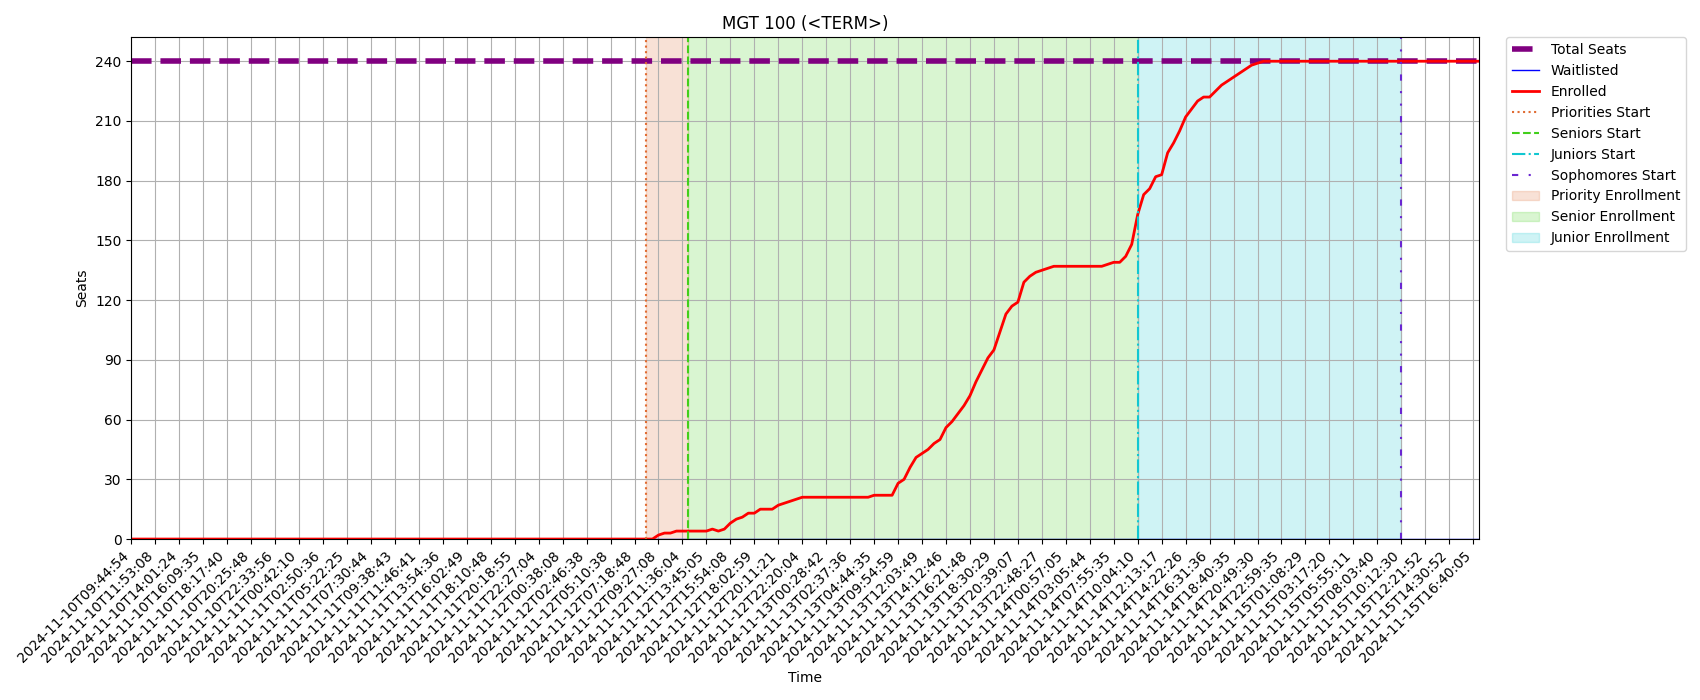 MGT 100 (<TERM>)
Total Seats
Waitlisted
Enrolled
Priorities Start
Seniors Start
Juniors Start
Sophomores Start
Priority Enrollment
Senior Enrollment
Junior Enrollment
Seats
240
210
180
150
120
90
60
30
0
2024-11-10T09:44:54
2024-11-10T11:53:08
2024-11-10T14:01:24
2024-11-10T16:09:35
2024-11-10T18:17:40
2024-11-10T20:25:48
2024-11-10T22:33:56
2024-11-11T00:42:10
2024-11-11T02:50:36
2024-11-11T05:22:25
2024-11-11T07:30:44
2024-11-11T09:38:43
2024-11-11T11:46:41
2024-11-11T13:54:36
2024-11-11T16:02:49
2024-11-11T18:10:48
2024-11-11T20:18:55
2024-11-11T22:27:04
2024-11-12T00:38:08
2024-11-12T02:46:38
2024-11-12T05:10:38
2024-11-12T07:18:48
2024-11-12T09:27:08
2024-11-12T11:36:04
2024-11-12T13:45:05
2024-11-12T15:54:08
2024-11-12T18:02:59
2024-11-12T20:11:21
2024-11-12T22:20:04
2024-11-13T00:28:42
2024-11-13T02:37:36
2024-11-13T04:44:35
2024-11-13T09:54:59
2024-11-13T12:03:49
2024-11-13T14:12:46
2024-11-13T16:21:48
2024-11-13T18:30:29
2024-11-13T20:39:07
2024-11-13T22:48:27
2024-11-14T00:57:05
2024-11-14T03:05:44
2024-11-14T07:55:35
2024-11-14T10:04:10
2024-11-14T12:13:17
2024-11-14T14:22:26
2024-11-14T16:31:36
2024-11-14T18:40:35
2024-11-14T20:49:30
2024-11-14T22:59:35
2024-11-15T01:08:29
2024-11-15T03:17:20
2024-11-15T05:55:11
2024-11-15T08:03:40
2024-11-15T10:12:30
2024-11-15T12:21:52
2024-11-15T14:30:52
2024-11-15T16:40:05
Time